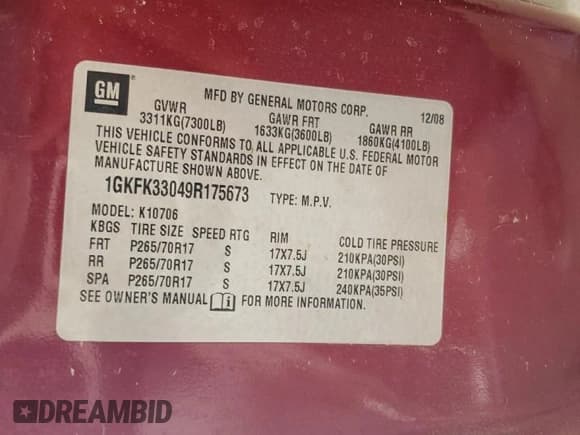 GM
MFD BY GENERAL MOTORS CORP. 12/08
GVWR GAWR FRT GAWR RR
3311KG(7300LB) 1633KG(3600LB) 1860KG(4100LB)
THIS VEHICLE CONFORMS TO ALL APPLICABLE U.S. FEDERAL MOTOR
VEHICLE SAFETY STANDARDS IN EFFECT ON THE DATE OF
MANUFACTURE SHOWN ABOVE.
1GKFK33049R175673 TYPE: M.P.V.
MODEL: K10706
KBGS TIRE SIZE SPEED RTG RIM COLD TIRE PRESSURE
FRT P265/70R17 S 17X7.5J 210KPA(30PSI)
RR P265/70R17 S 17X7.5J 210KPA(30PSI)
SPA P265/70R17 S 17X7.5J 240KPA(35PSI)
SEE OWNER'S MANUAL i FOR MORE INFORMATION.
DREAMBID